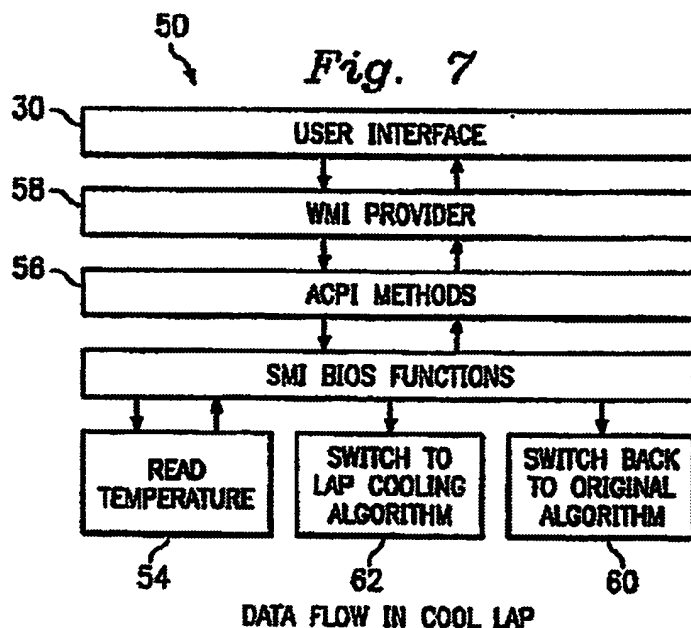 50
Fig. 7
30
USER INTERFACE
58
WMI PROVIDER
56
ACPI METHODS
SMI BIOS FUNCTIONS
READ
TEMPERATURE
SWITCH TO
LAP COOLING
ALGORITHM
SWITCH BACK
TO ORIGINAL
ALGORITHM
54
62
60
DATA FLOW IN COOL LAP